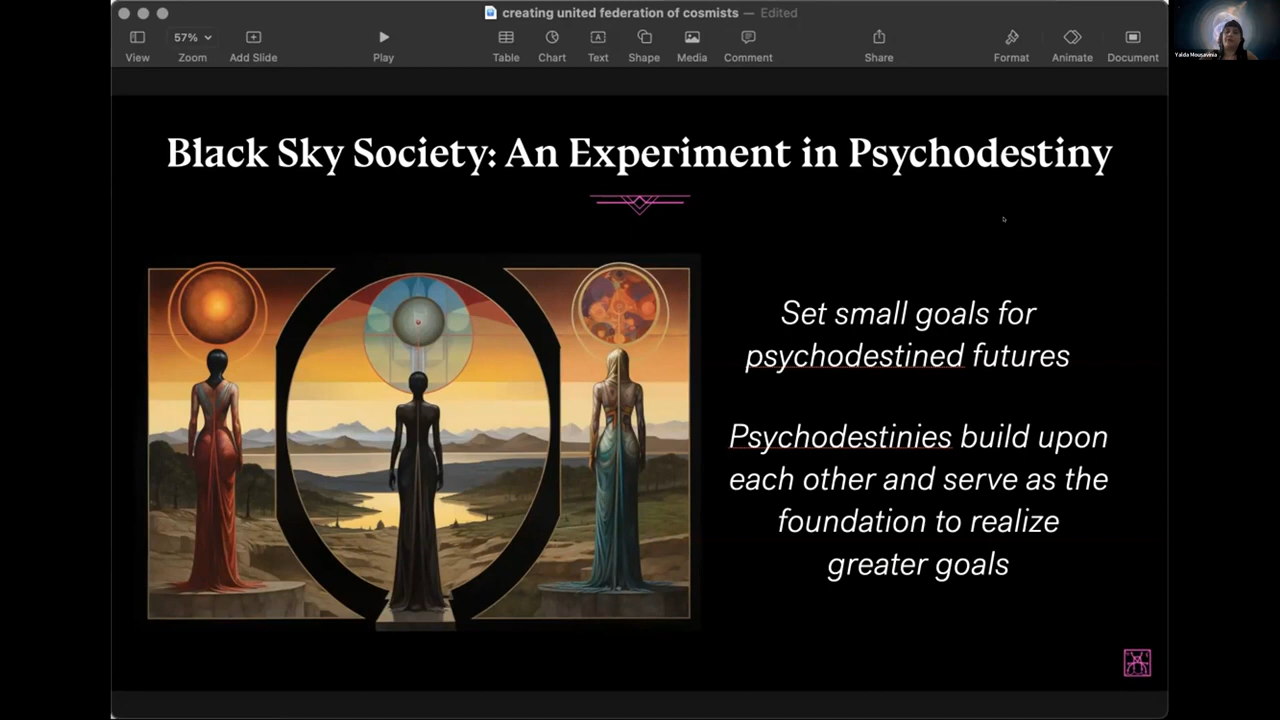 creating united federation of cosmists — Edited
57%
View
Zoom
Add Slide
Play
Table
Chart
Text
Shape
Media
Comment
Share
Format
Animate
Document
Yalda Mousavinia
Black Sky Society: An Experiment in Psychodestiny
Set small goals for
psychodestined futures
Psychodestinies build upon
each other and serve as the
foundation to realize
greater goals